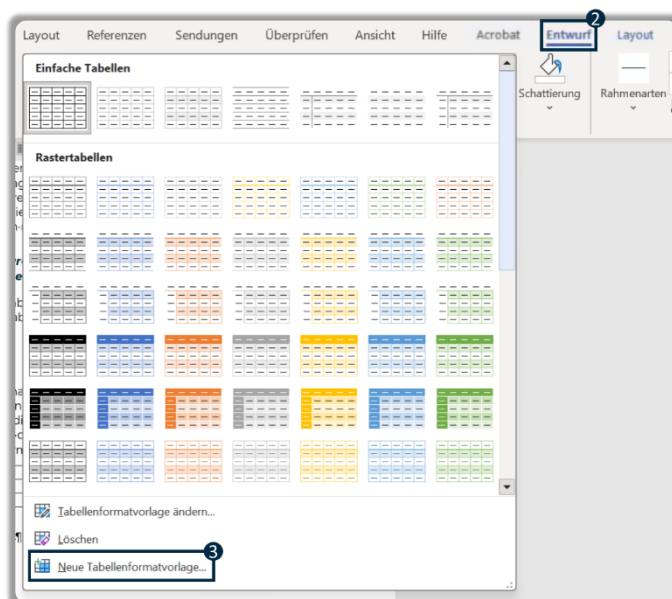 2
Layout Referenzen Sendungen Überprüfen Ansicht Hilfe Acrobat Entwurf Layout
Einfache Tabellen
Schattierung Rahmenarten
Rastertabellen
Tabellenformatvorlage ändern...
Löschen
3
Neue Tabellenformatvorlage...